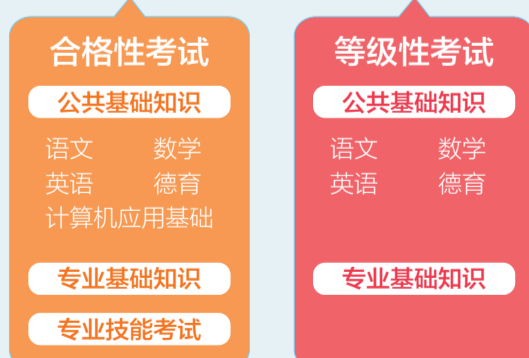 合格性考试
公共基础知识
语文 数学
英语 德育
计算机应用基础
专业基础知识
专业技能考试
等级性考试
公共基础知识
语文 数学
英语 德育
专业基础知识